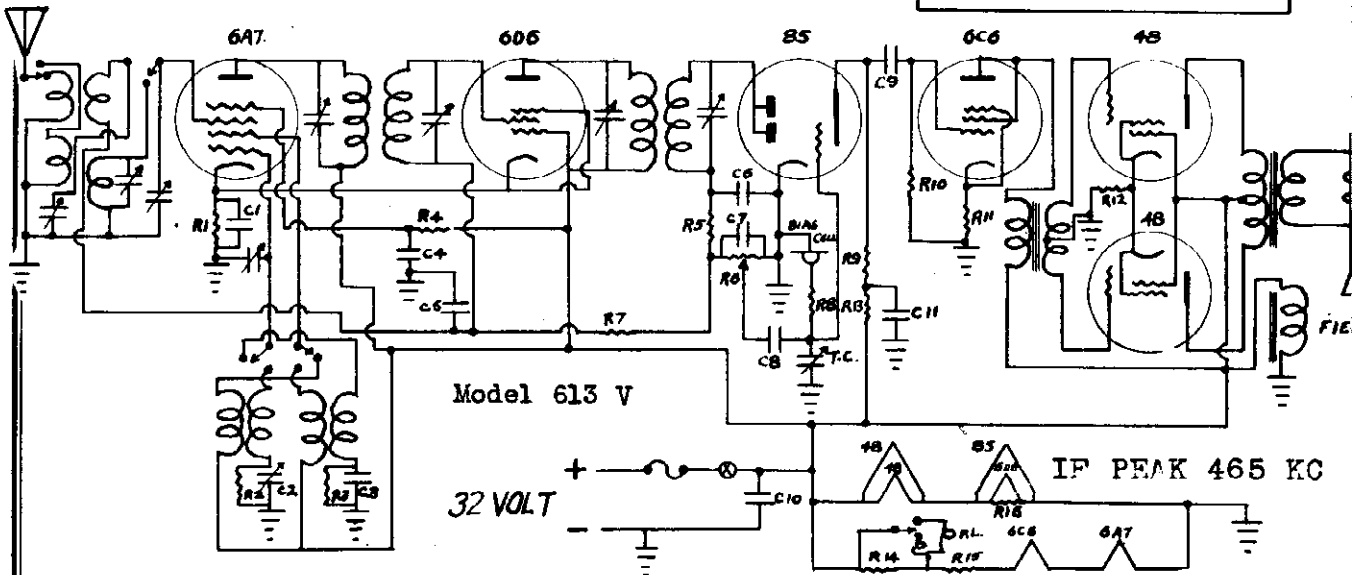 6A7.
6D6
85
6C6
48
C9
R1
C1
R4
C4
C5
R5
C6
C7
R6
BIAS
CELL
R8
C8
T.C.
R7
R9
R13
C11
R10
R11
R12
48
FIE
Model 613 V
R2
C2
R3
C3
+
32 VOLT
-
C10
48
48
85
6D6
R16
IF PEAK 465 KC
R14
P.L.
R15
6C6
6A7